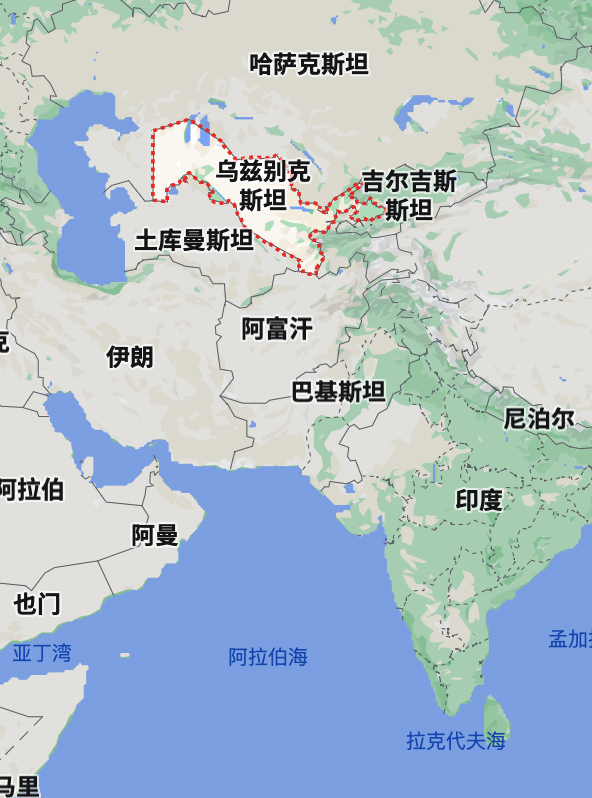 哈萨克斯坦
乌兹别克
斯坦
吉尔吉斯
斯坦
土库曼斯坦
阿富汗
克
伊朗
巴基斯坦
尼泊尔
阿拉伯
印度
阿曼
也门
亚丁湾
阿拉伯海
孟加
拉克代夫海
马里